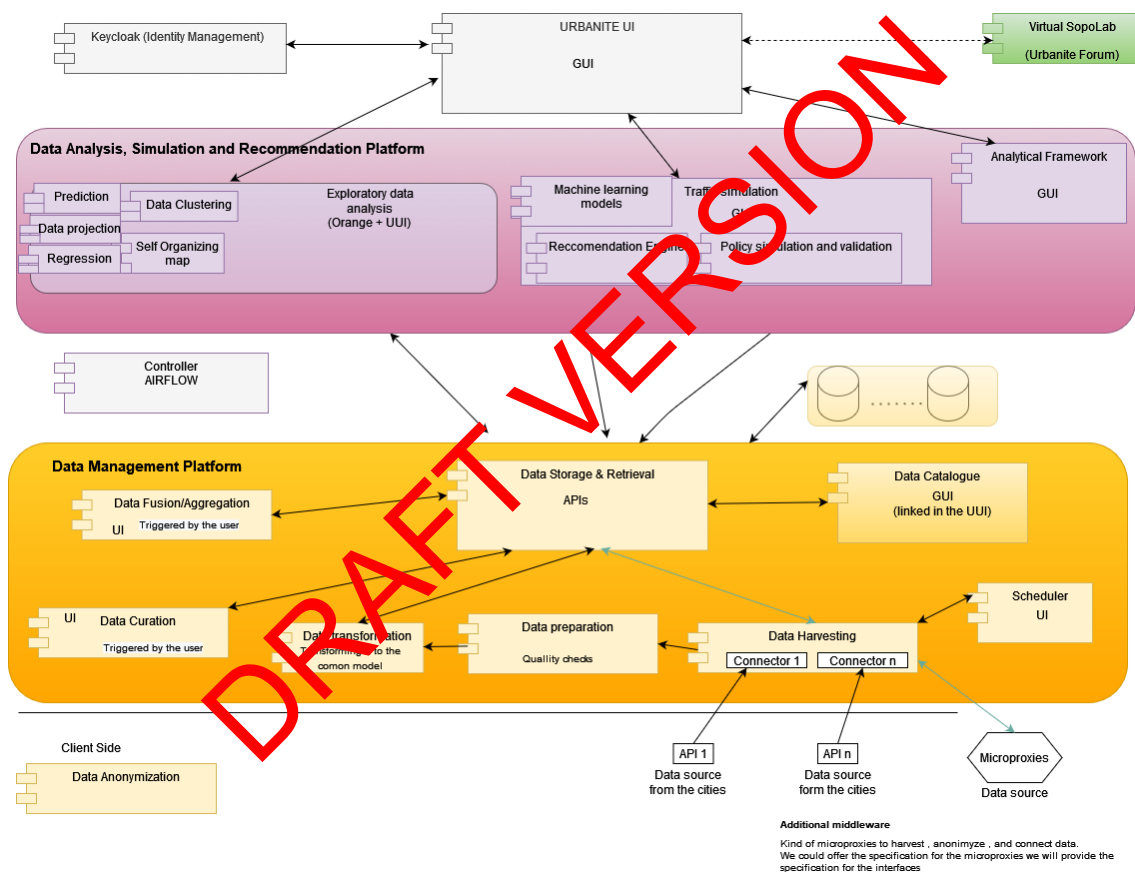 Keycloak (Identity Management)
URBANITE UI
GUI
Virtual SopoLab
(Urbanite Forum)
Data Analysis, Simulation and Recommendation Platform
Prediction
Data Clustering
Data projection
Regression
Self Organizing
map
Exploratory data
analysis
(Orange + UUI)
Machine learning
models
Traffic simulation
Reccomendation Engine
Policy simulation and validation
Analytical Framework
GUI
Controller
AIRFLOW
.......
DRAFT VERSION
Data Management Platform
Data Fusion/Aggregation
UI Triggered by the user
Data Storage & Retrieval
APIs
Data Catalogue
GUI
(linked in the UUI)
UI Data Curation
Triggered by the user
Data transformation
to the
comon model
Data preparation
Quallity checks
Data Harvesting
Connector 1
Connector n
Scheduler
UI
Client Side
Data Anonymization
API 1
Data source
from the cities
API n
Data source
form the cities
Microproxies
Data source
Additional middleware
Kind of microproxies to harvest , anonimyze , and connect data.
We could offer the specification for the microproxies we will provide the
specification for the interfaces